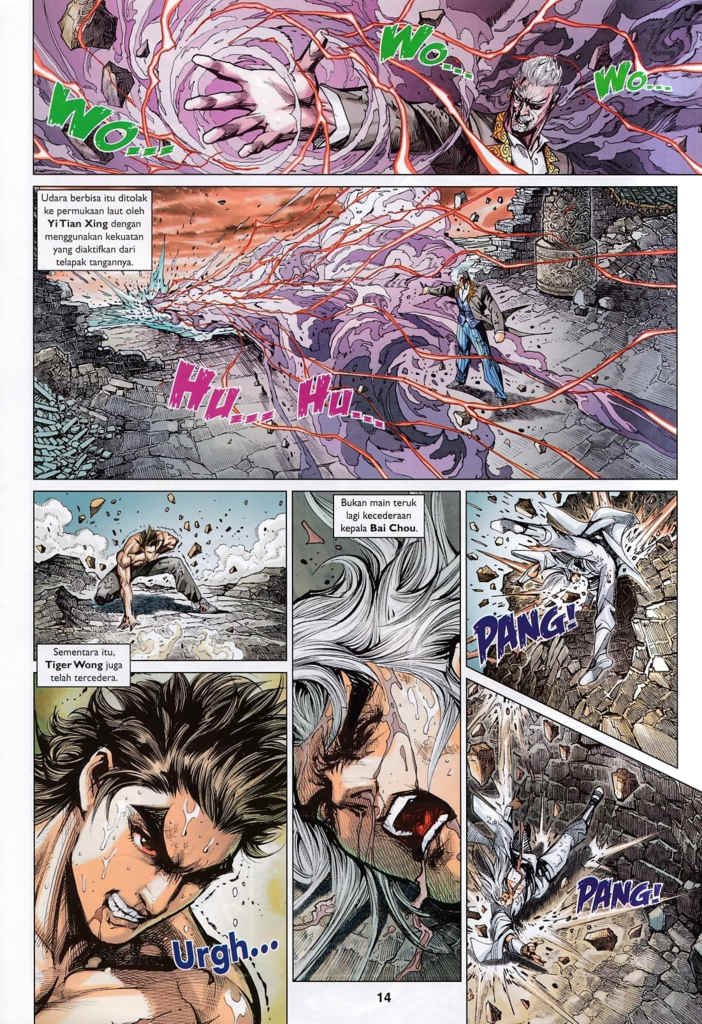 Wo...
Wo...
Wo...
Udara berbisa itu ditolak
ke permukaan laut oleh
Yi Tian Xing dengan
menggunakan kekuatan
yang diaktifkan dari
telapak tangannya.
Hu... Hu...
Sementara itu,
Tiger Wong juga
telah tercedera.
Urgh...
Bukan main teruk
lagi kecederaan
kepala Bai Chou.
PANG!
PANG!
14